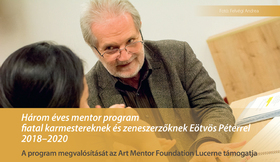 Három éves mentor program
fiatal karmestereknek és zeneszerzőknek Eötvös Péterrel
2018–2020
A program megvalósítását az Art Mentor Foundation Lucerne támogatja